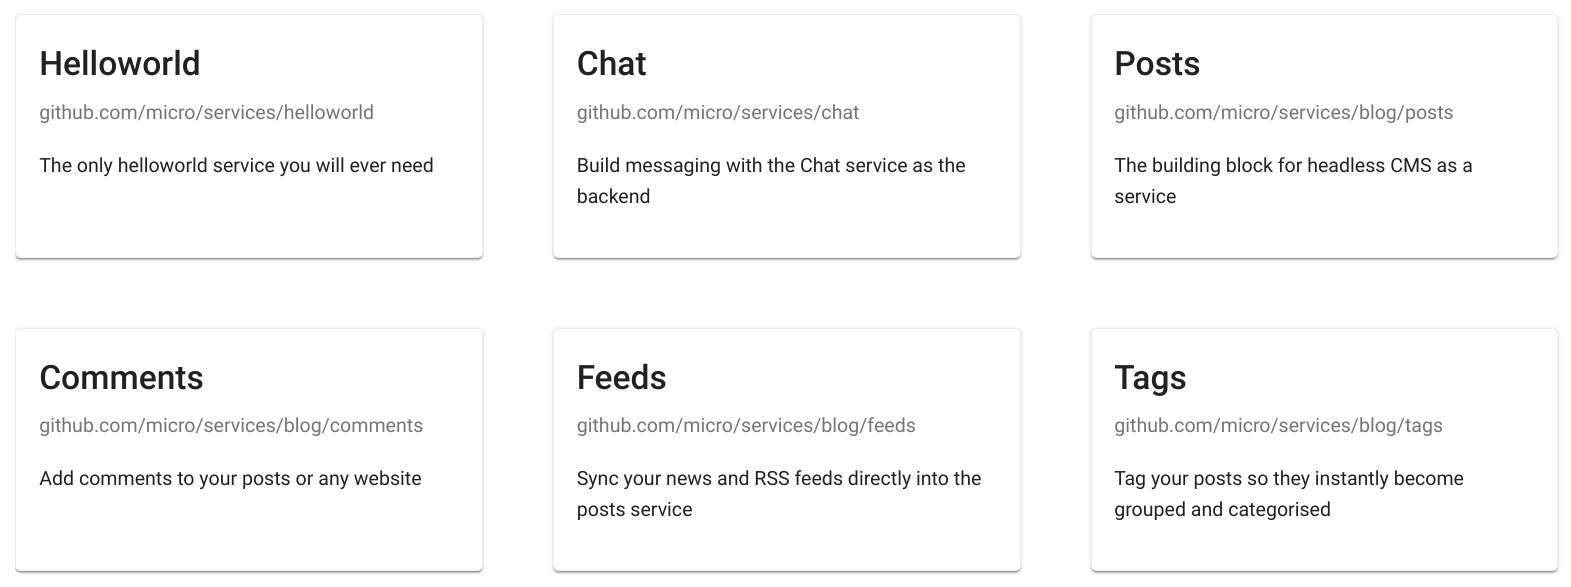 Helloworld
github.com/micro/services/helloworld
The only helloworld service you will ever need
Chat
github.com/micro/services/chat
Build messaging with the Chat service as the
backend
Posts
github.com/micro/services/blog/posts
The building block for headless CMS as a
service
Comments
github.com/micro/services/blog/comments
Add comments to your posts or any website
Feeds
github.com/micro/services/blog/feeds
Sync your news and RSS feeds directly into the
posts service
Tags
github.com/micro/services/blog/tags
Tag your posts so they instantly become
grouped and categorised